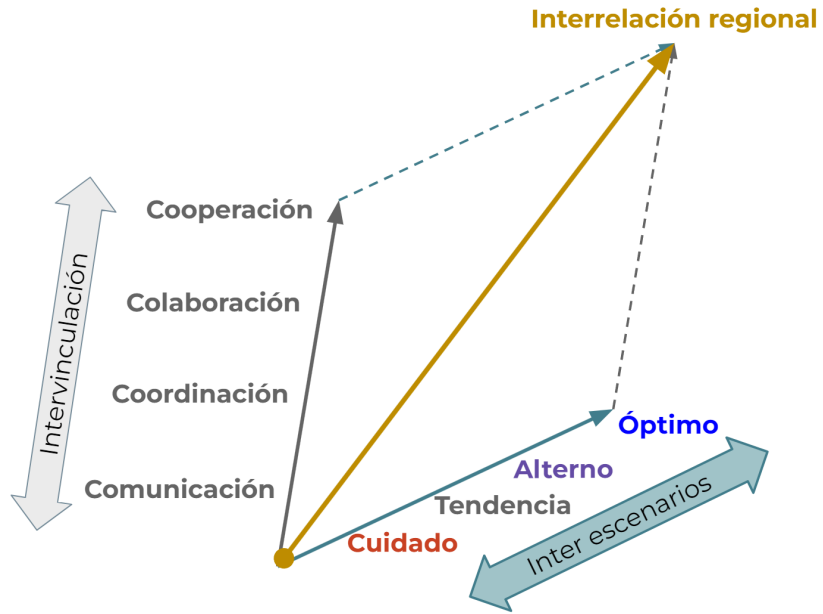 Interrelación regional
Cooperación
Colaboración
Coordinación
Comunicación
Intervinculación
Óptimo
Alterno
Tendencia
Cuidado
Inter escenarios